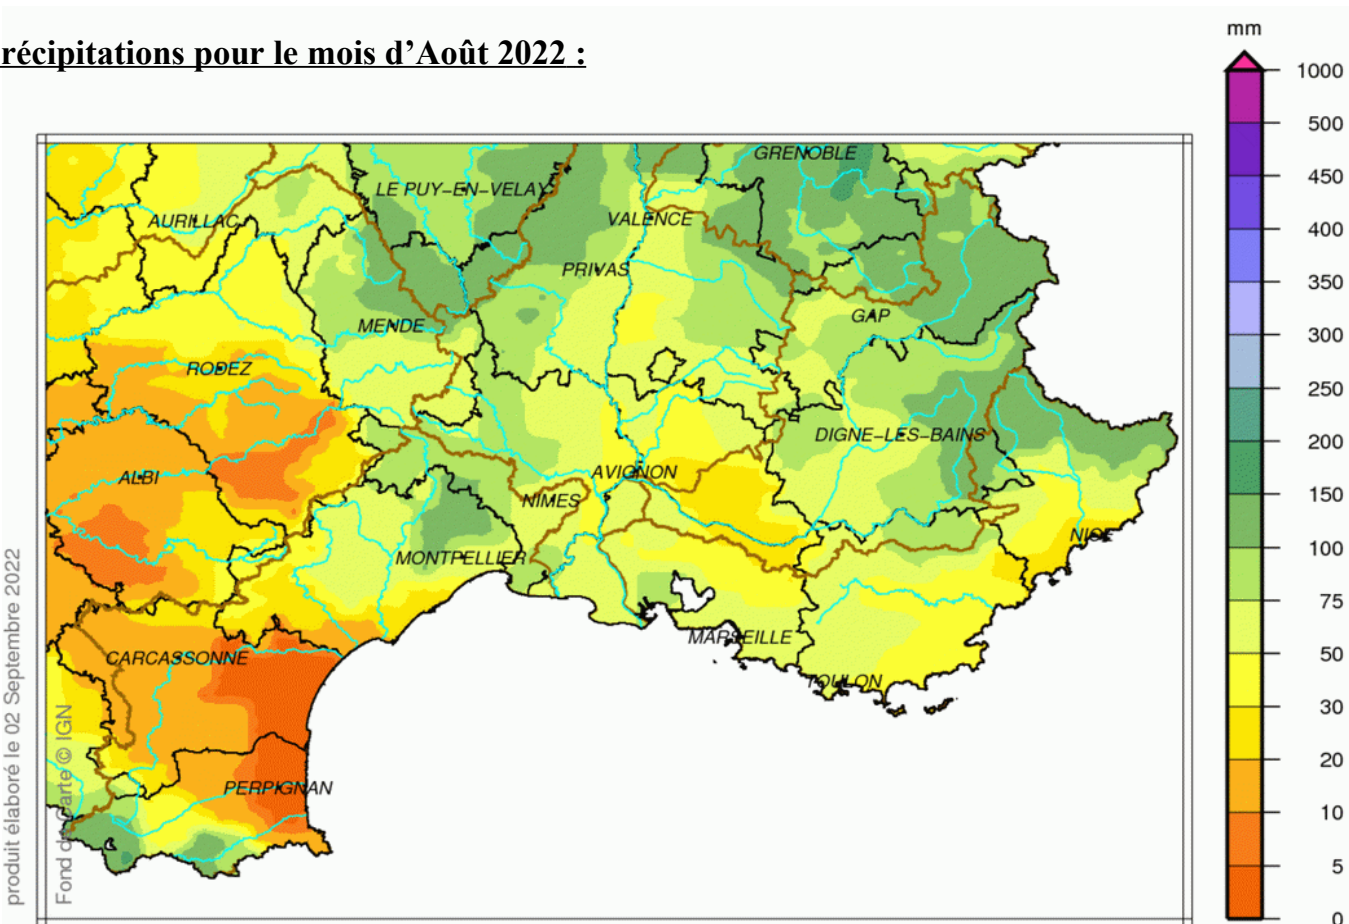 récipitations pour le mois d’Août 2022 :
mm
1000
500
450
400
350
300
250
200
150
100
75
50
30
20
10
5
0
GRENOBLE
LE PUY-EN-VELAY
AURILLAC
VALENCE
PRIVAS
GAP
MENDE
RODEZ
DIGNE-LES-BAINS
AVIGNON
ALBI
NIMES
NICE
MONTPELLIER
MARSEILLE
CARCASSONNE
TOULON
PERPIGNAN
produit élaboré le 02 Septembre 2022
Fond de carte © IGN